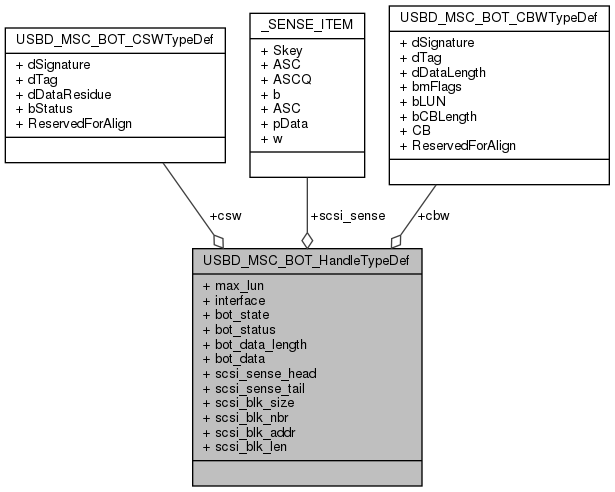 USBD_MSC_BOT_CSWTypeDef
+ dSignature
+ dTag
+ dDataResidue
+ bStatus
+ ReservedForAlign
_SENSE_ITEM
+ Skey
+ ASC
+ ASCQ
+ b
+ ASC
+ pData
+ w
USBD_MSC_BOT_CBWTypeDef
+ dSignature
+ dTag
+ dDataLength
+ bmFlags
+ bLUN
+ bCBLength
+ CB
+ ReservedForAlign
+csw
+scsi_sense
+cbw
USBD_MSC_BOT_HandleTypeDef
+ max_lun
+ interface
+ bot_state
+ bot_status
+ bot_data_length
+ bot_data
+ scsi_sense_head
+ scsi_sense_tail
+ scsi_blk_size
+ scsi_blk_nbr
+ scsi_blk_addr
+ scsi_blk_len